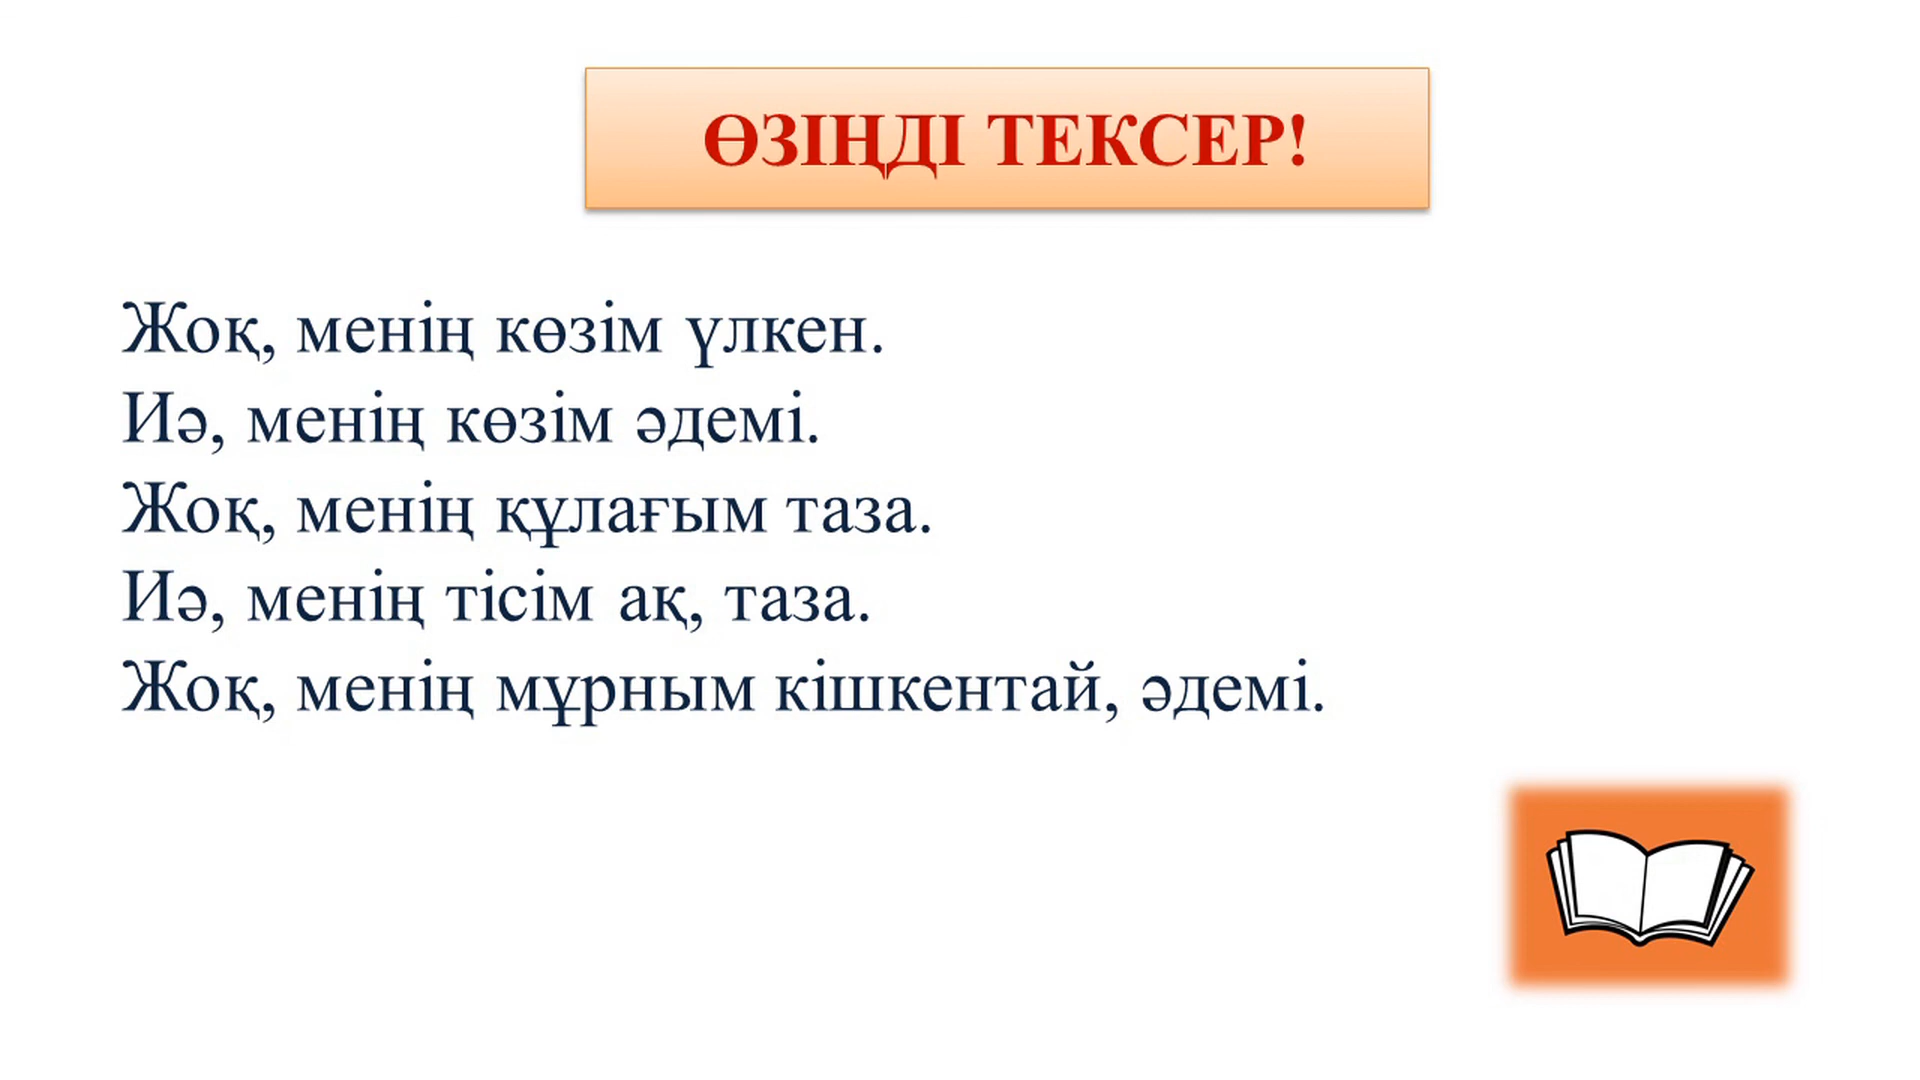 ӨЗІҢДІ ТЕКСЕР!
Жоқ, менің көзім үлкен.
Иә, менің көзім әдемі.
Жоқ, менің құлағым таза.
Иә, менің тісім ақ, таза.
Жоқ, менің мұрным кішкентай, әдемі.